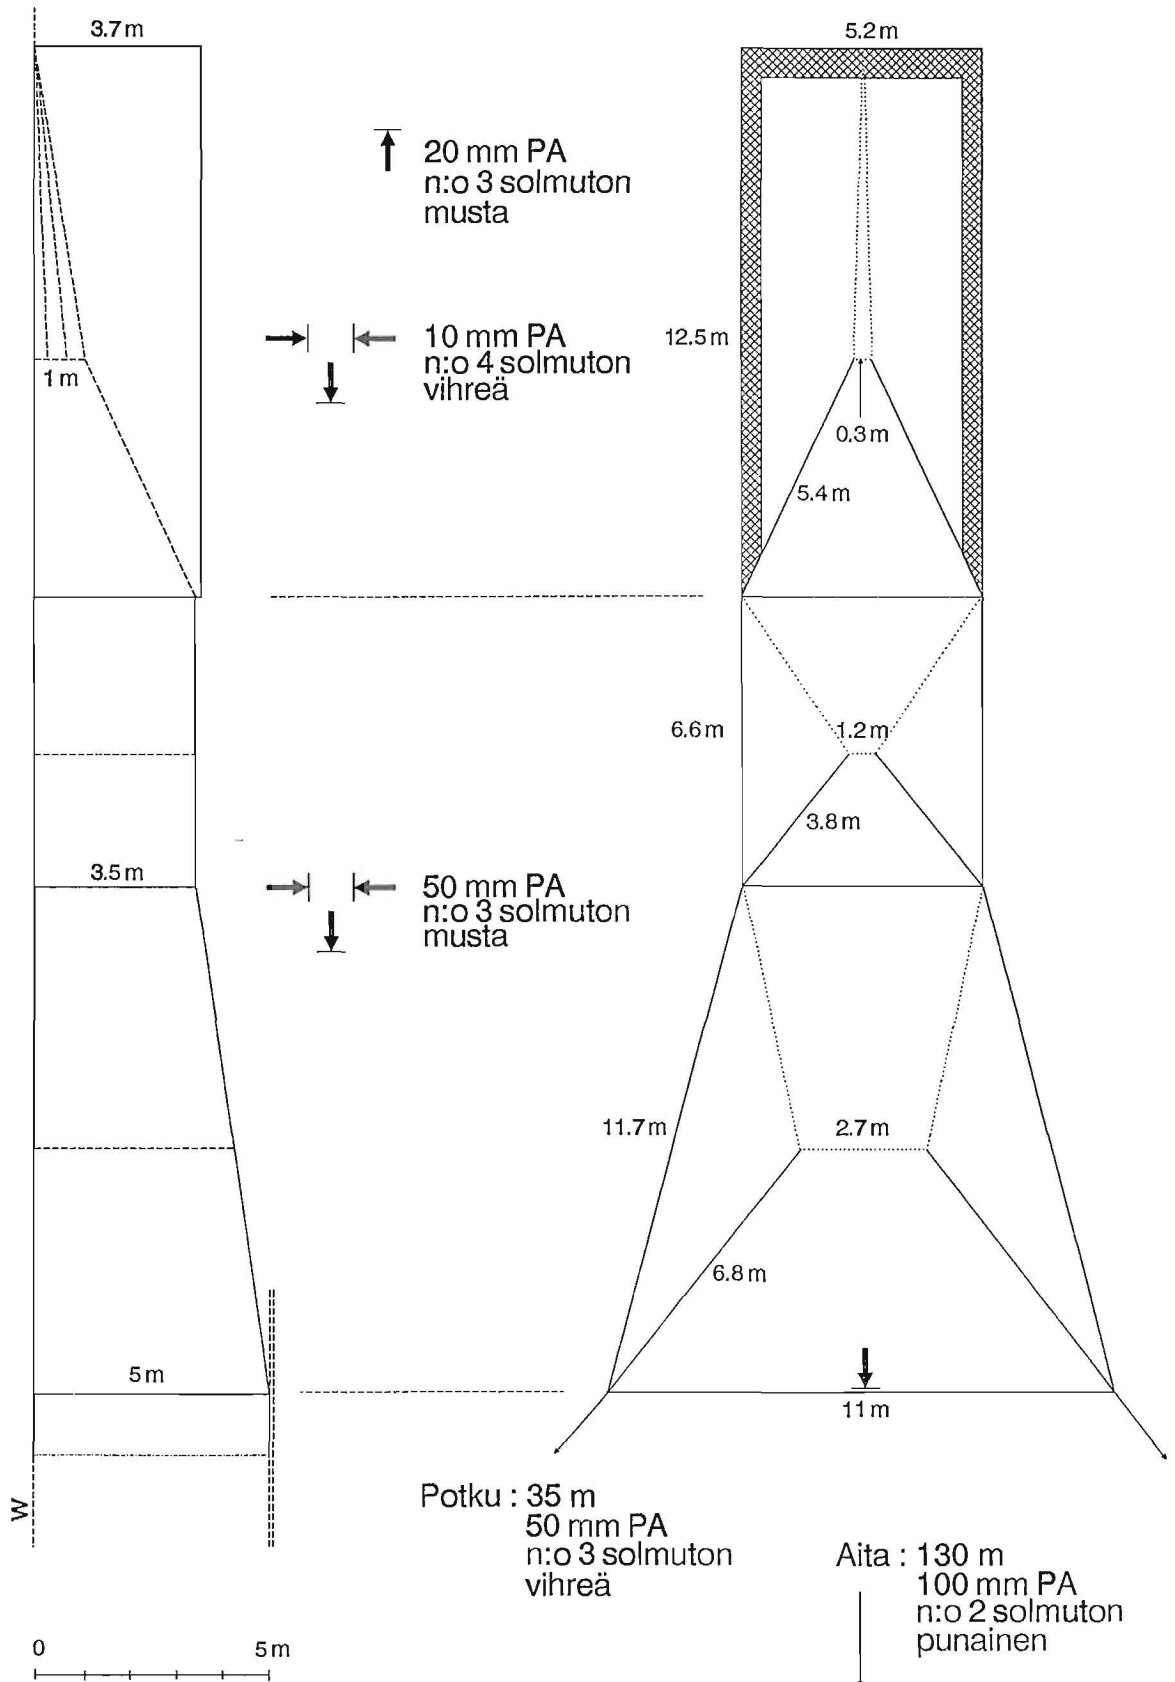 3.7 m
5.2 m
20 mm PA
n:o 3 solmuton
musta
10 mm PA
n:o 4 solmuton
vihreä
12.5 m
1 m
0.3 m
5.4 m
6.6 m
1.2 m
3.8 m
3.5 m
50 mm PA
n:o 3 solmuton
musta
11.7 m
2.7 m
6.8 m
5 m
11 m
W
Potku : 35 m
50 mm PA
n:o 3 solmuton
vihreä
Aita : 130 m
100 mm PA
n:o 2 solmuton
punainen
0 5 m